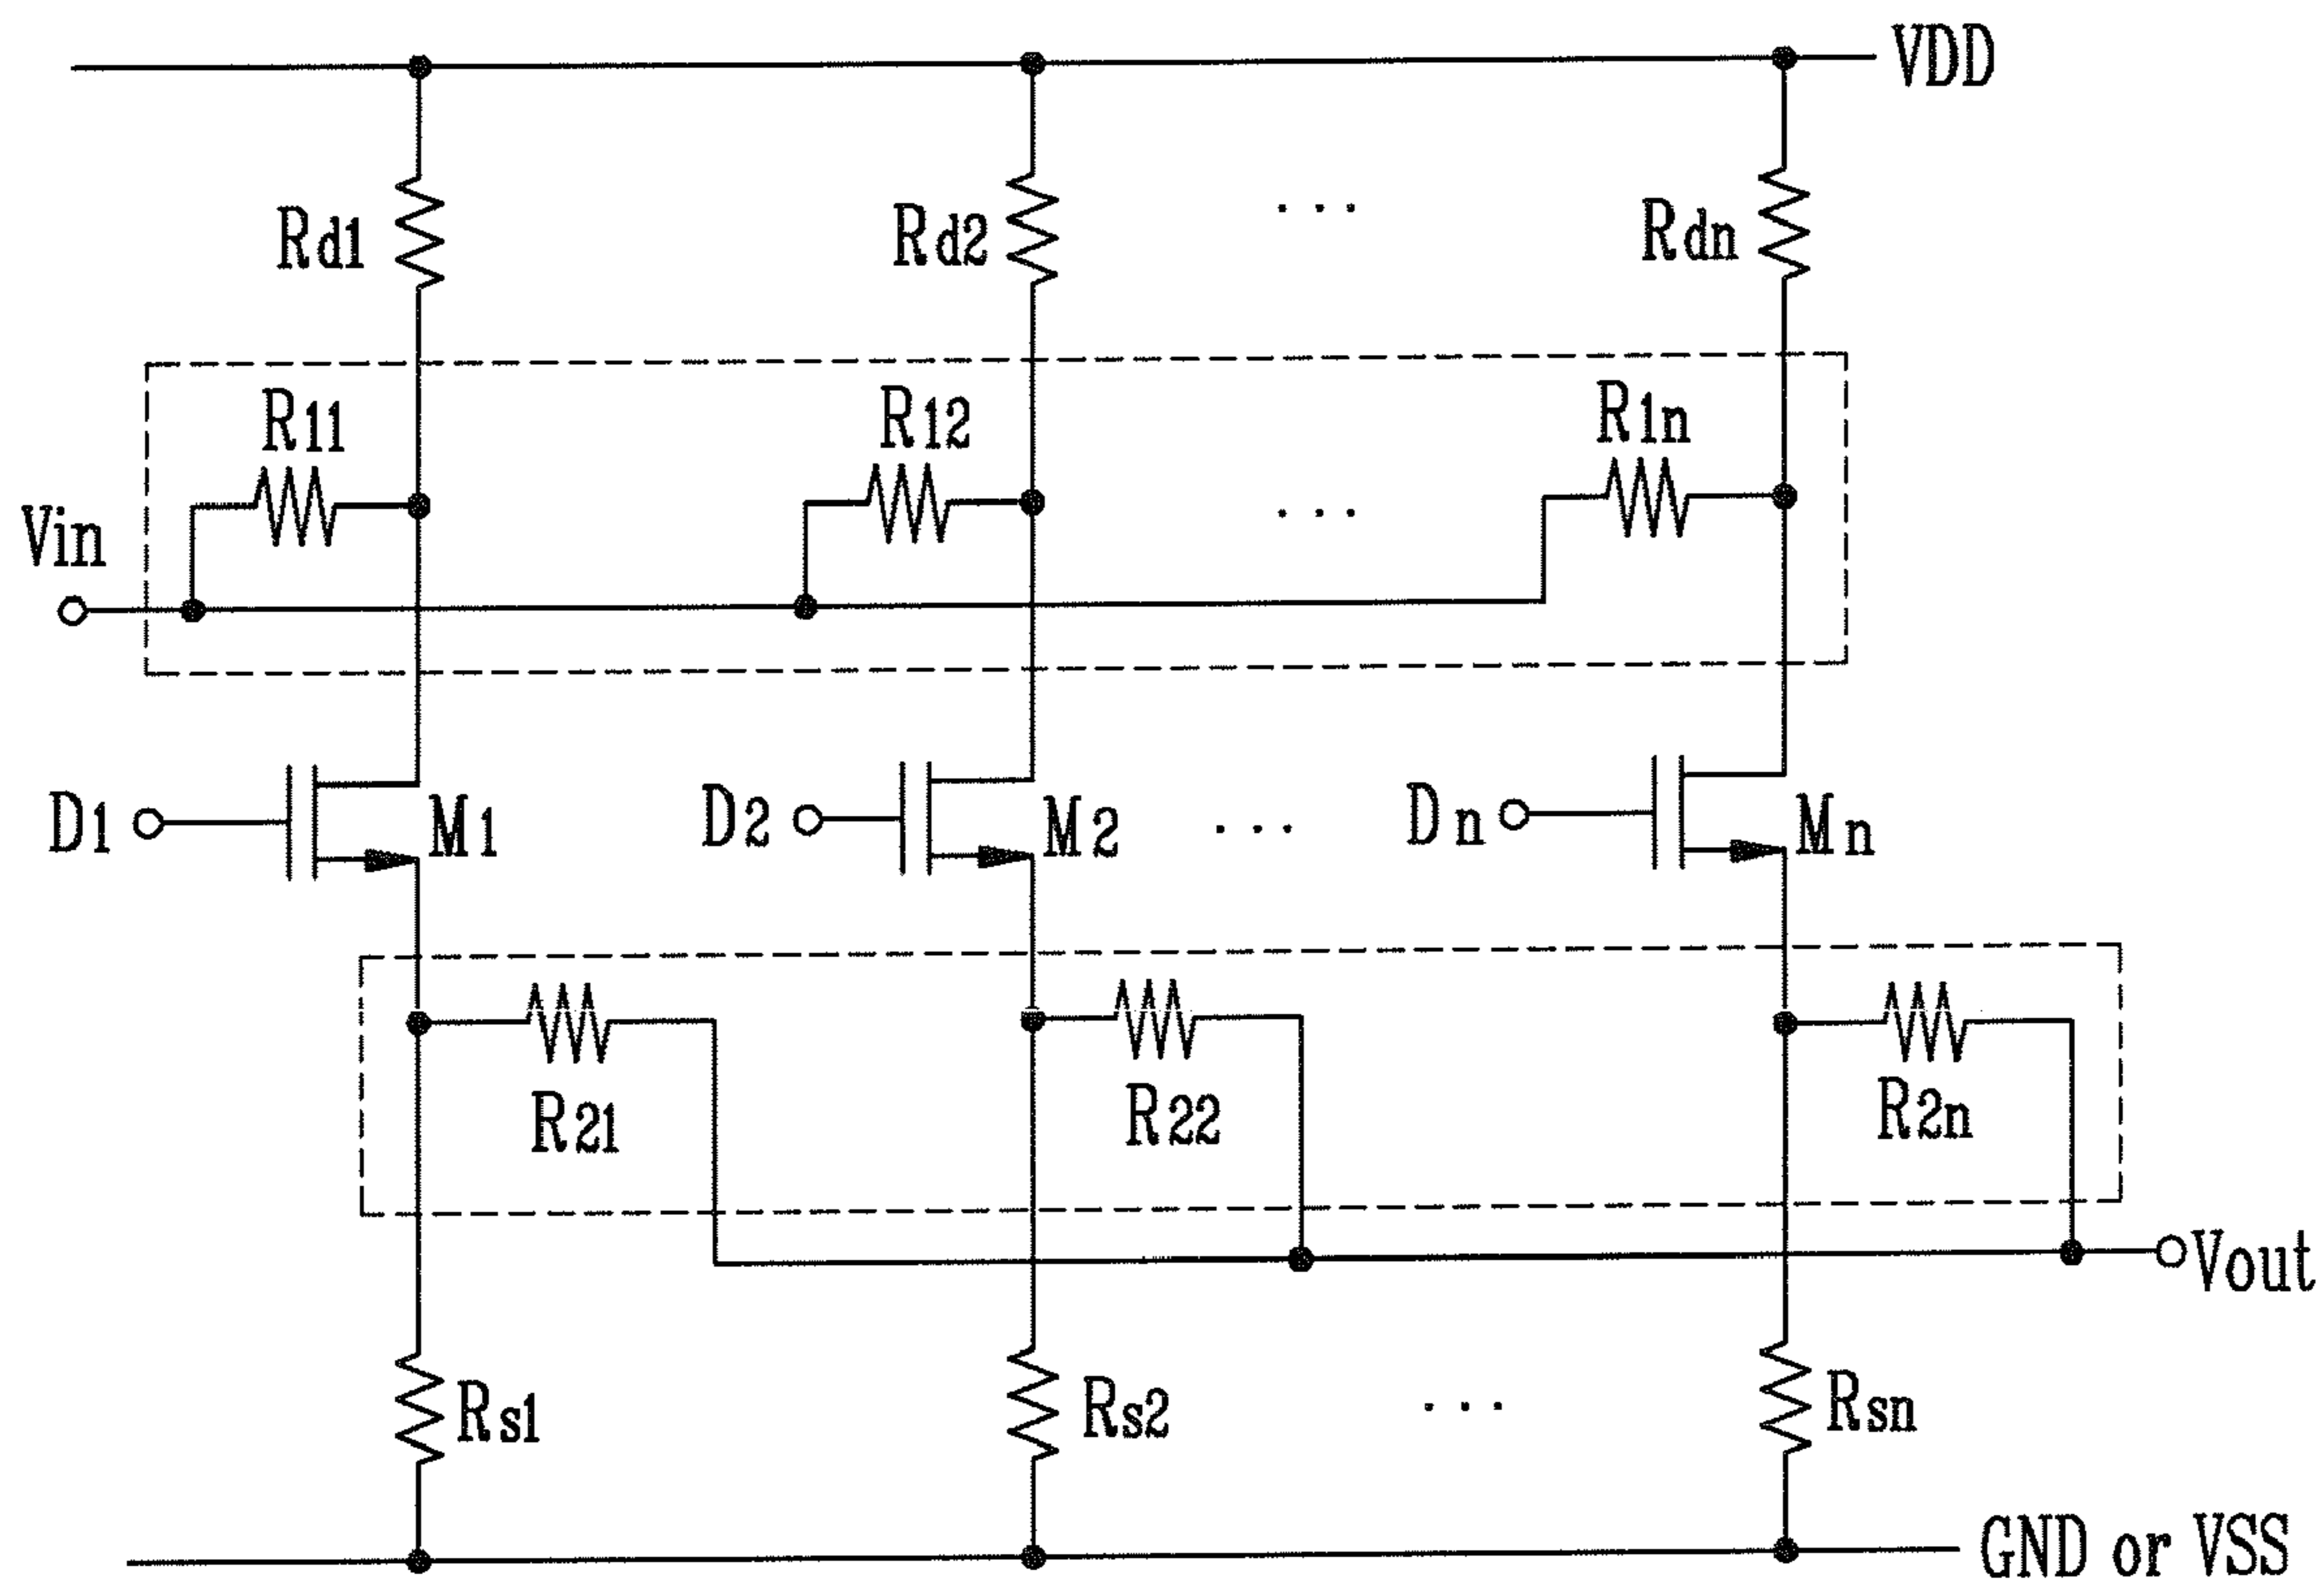 VDD
Rd1
Rd2
. . .
Rdn
R11
R12
R1n
Vin
. . .
D1
M1
D2
M2
. . .
Dn
Mn
R21
R22
R2n
Vout
Rs1
Rs2
. . .
Rsn
GND or VSS